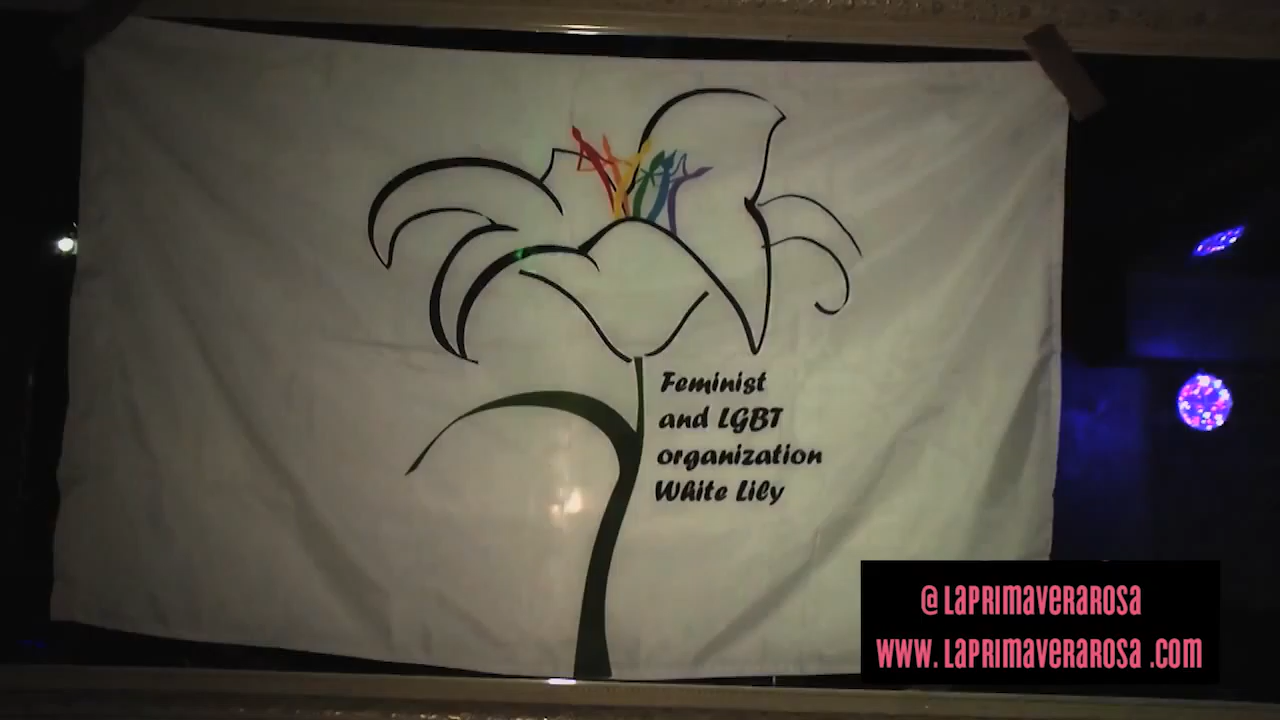 Feminist
and LGBT
organization
White Lily
@LAPRIMAVERAROSA
www.LAPRIMAVERAROSA.COM